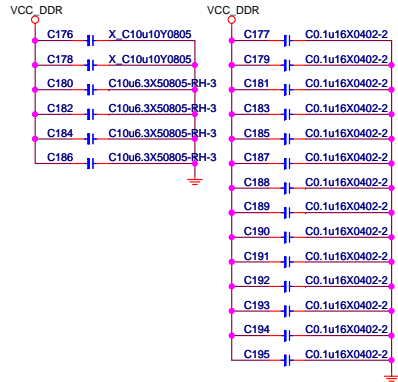 VCC_DDR
C176 X_C10u10Y0805
C178 X_C10u10Y0805
C180 C10u6.3X50805-RH-3
C182 C10u6.3X50805-RH-3
C184 C10u6.3X50805-RH-3
C186 C10u6.3X50805-RH-3
VCC_DDR
C177 C0.1u16X0402-2
C179 C0.1u16X0402-2
C181 C0.1u16X0402-2
C183 C0.1u16X0402-2
C185 C0.1u16X0402-2
C187 C0.1u16X0402-2
C188 C0.1u16X0402-2
C189 C0.1u16X0402-2
C190 C0.1u16X0402-2
C191 C0.1u16X0402-2
C192 C0.1u16X0402-2
C193 C0.1u16X0402-2
C194 C0.1u16X0402-2
C195 C0.1u16X0402-2